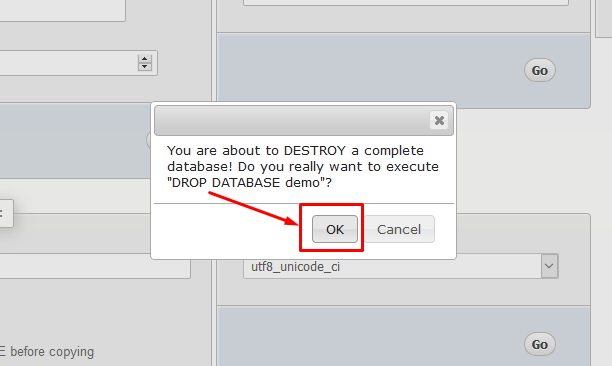 Go
You are about to DESTROY a complete
database! Do you really want to execute
"DROP DATABASE demo"?
OK
Cancel
utf8_unicode_ci
Go
E before copying